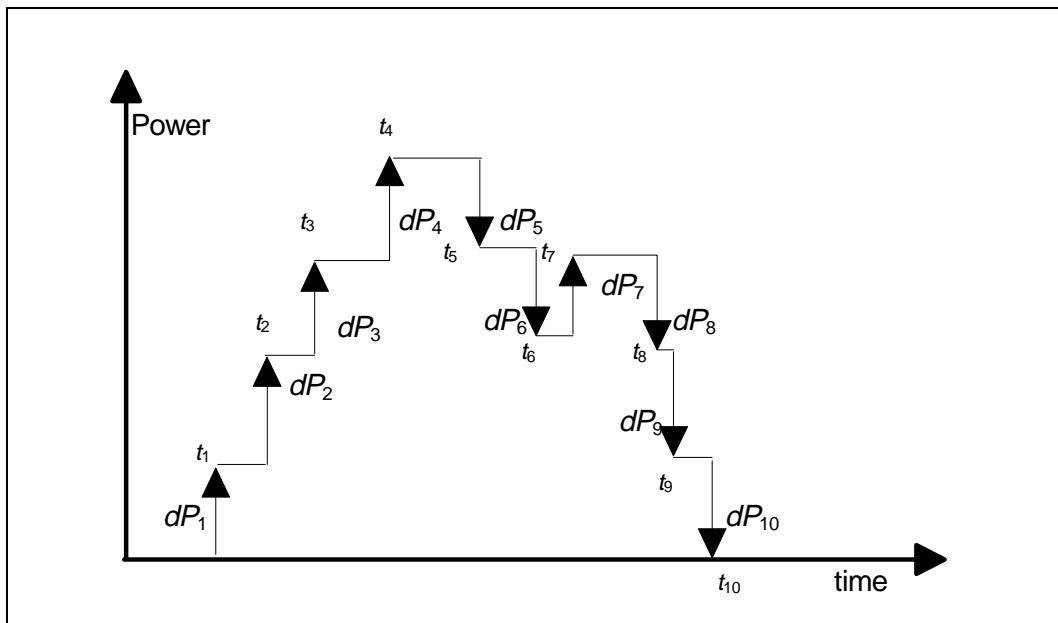 Power
t4
t3
dP4
dP5
t5
t7
dP7
t2
dP3
dP6
dP8
t6
t8
dP2
dP9
t1
t9
dP1
dP10
time
t10